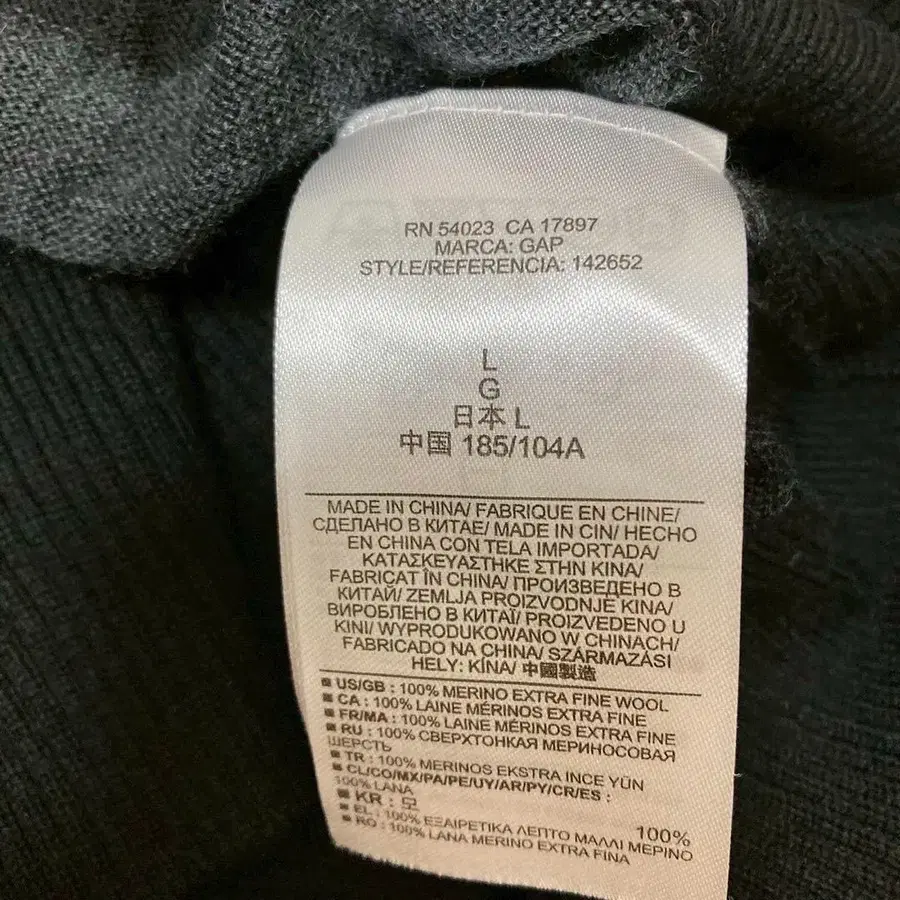 RN 54023 CA 17897
MARCA: GAP
STYLE/REFERENCIA: 142652
L
G
日本 L
中国 185/104A
MADE IN CHINA/ FABRIQUE EN CHINE/
СДЕЛАНО В КИТАЕ/ MADE IN CIN/ HECHO
EN CHINA CON TELA IMPORTADA/
ΚΑΤΑΣΚΕΥΑΣΤΗΚΕ ΣΤΗΝ ΚΙΝΑ/
FABRICAT ÎN CHINA/ ПРОИЗВЕДЕНО В
КИТАЙ/ ZEMLJA PROIZVODNJE KINA/
ВИРОБЛЕНО В КИТАЇ/ PROIZVEDENO U
KINI/ WYPRODUKOWANO W CHINACH/
FABRICADO NA CHINA/ SZÁRMAZÁSI
HELY: KÍNA/ 中國製造
US/GB : 100% MERINO EXTRA FINE WOOL
CA : 100% LAINE MÉRINOS EXTRA FINE
FR/MA : 100% LAINE MÉRINOS EXTRA FINE
RU : 100% СВЕРХТОНКАЯ МЕРИНОСОВАЯ
ШЕРСТЬ
TR : 100% MERINOS EKSTRA INCE YÜN
CL/CO/MX/PA/PE/UY/AR/PY/CR/ES :
100% LANA
KR : 모 100%
EL : 100% ΕΞΑΙΡΕΤΙΚΑ ΛΕΠΤΟ ΜΑΛΛΙ ΜΕΡΙΝΟ
RO : 100% LANA MERINO EXTRA FINA